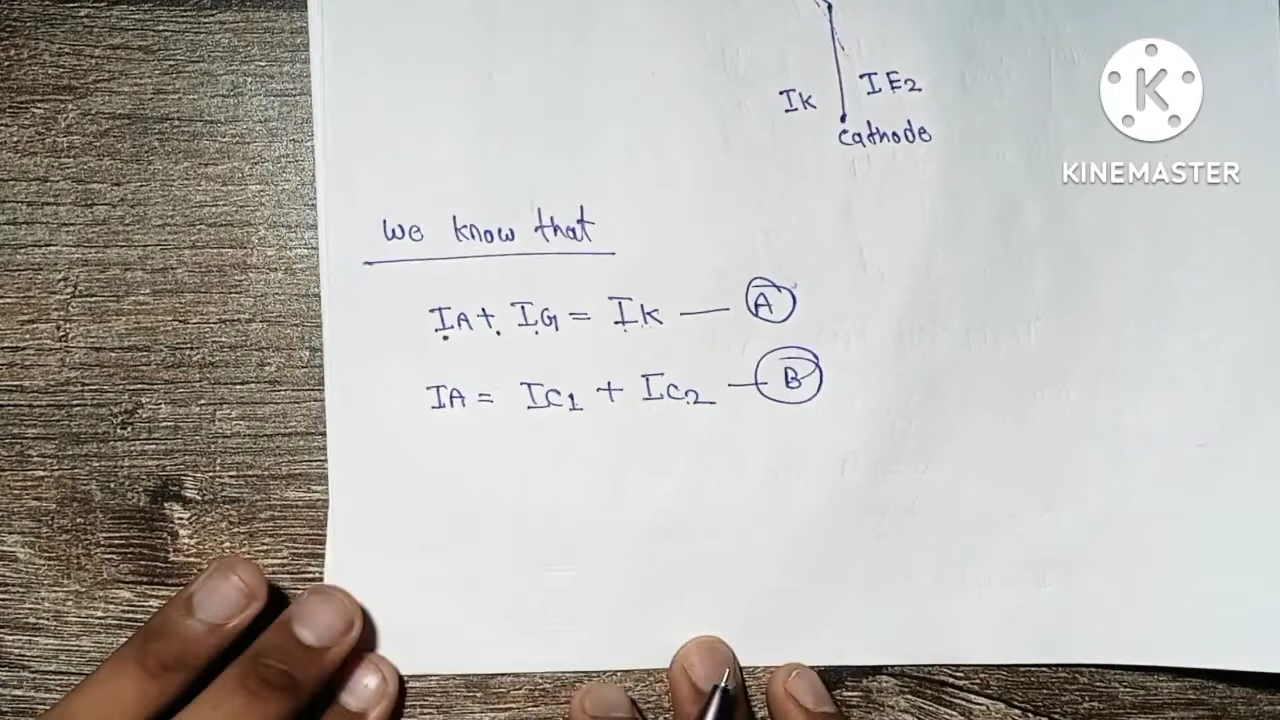 IK IE2
cathode
K
KINEMASTER
we know that
IA + IG = IK — A
IA = IC1 + IC2 — B